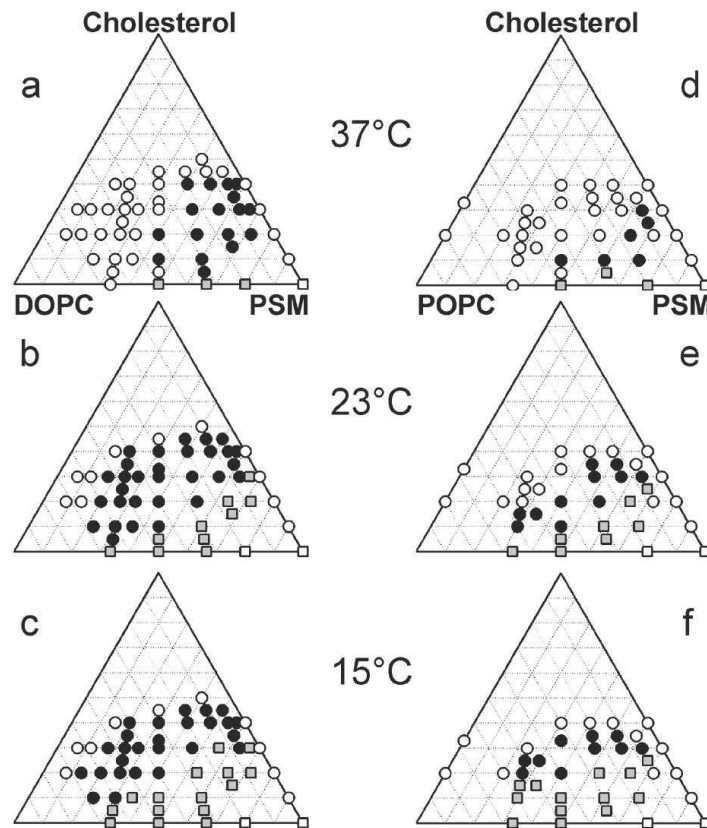 Cholesterol Cholesterol
a d
37°C
DOPC PSM POPC PSM
b e
23°C
c f
15°C